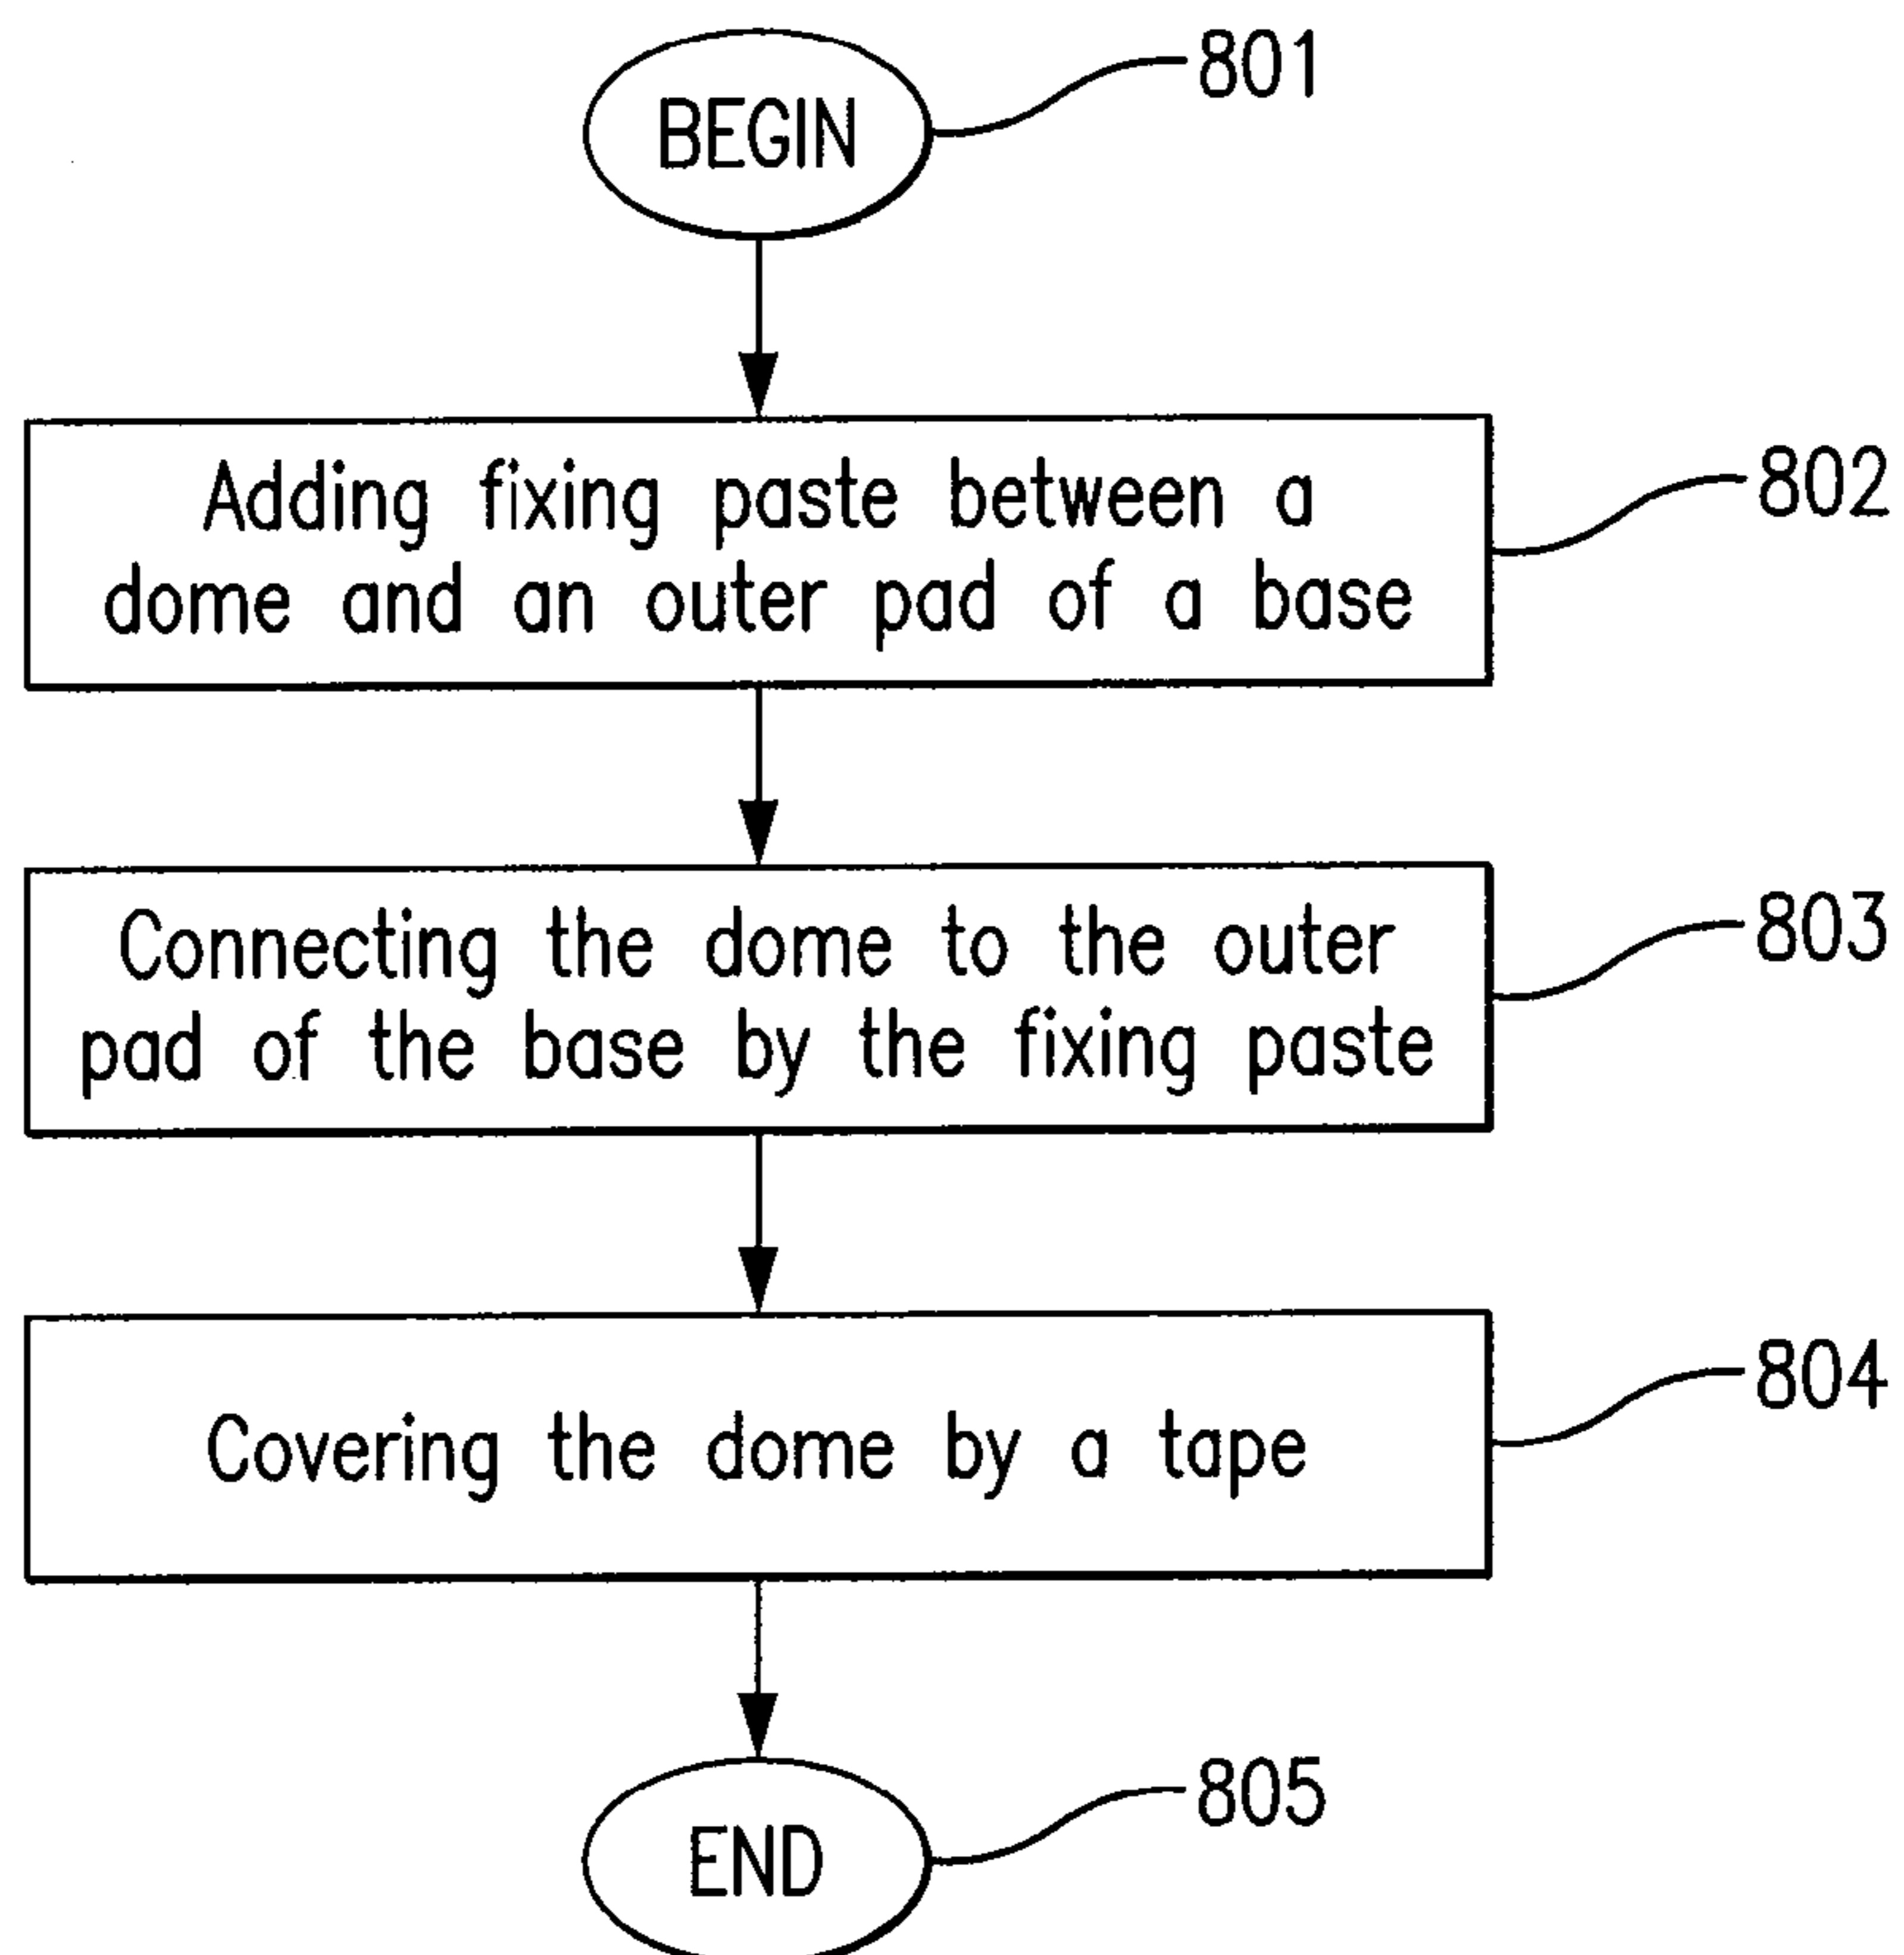 BEGIN
801
Adding fixing paste between a
dome and an outer pad of a base
802
Connecting the dome to the outer
pad of the base by the fixing paste
803
Covering the dome by a tape
804
END
805